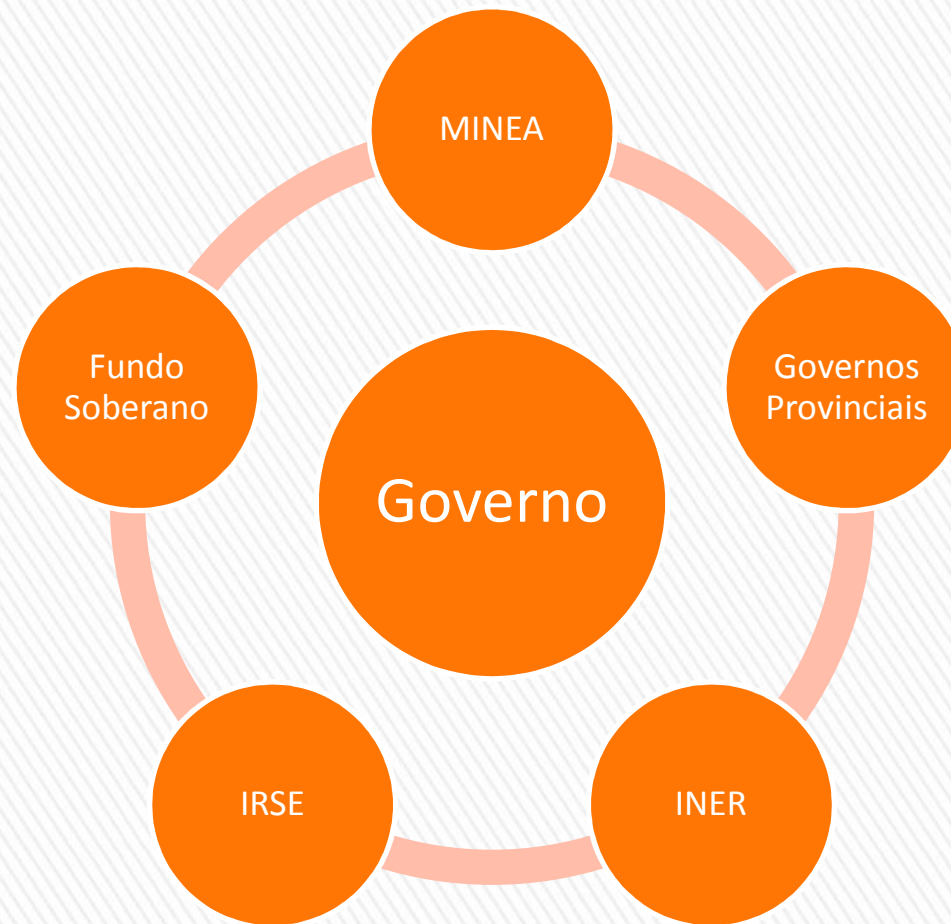 MINEA
Fundo
Soberano
Governos
Provinciais
Governo
IRSE
INER